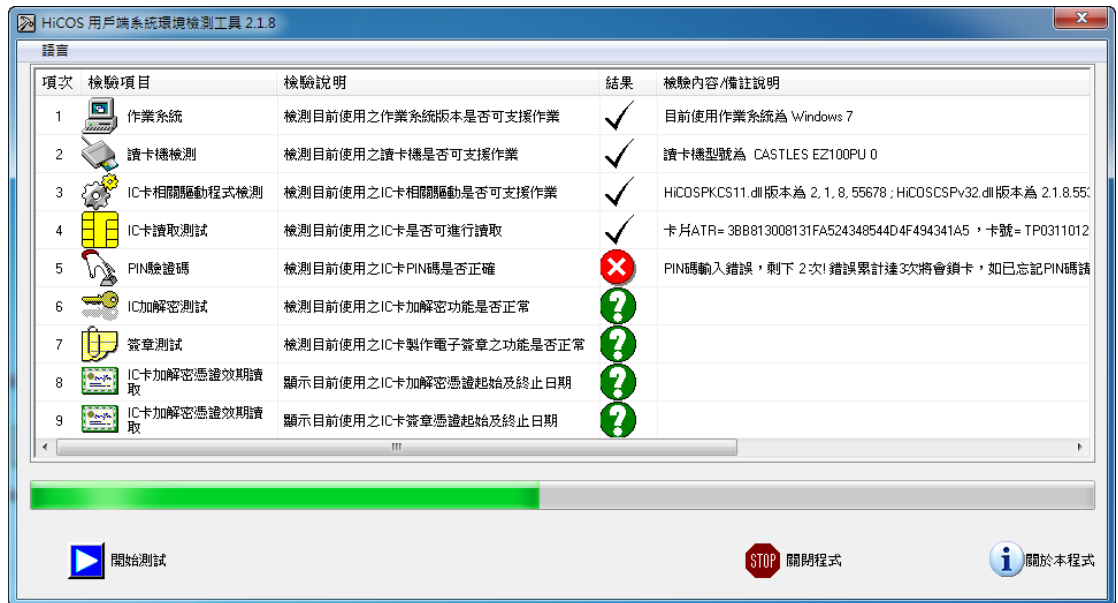 HiCOS 用戶端系統環境檢測工具 2.1.8
語言
項次 檢驗項目 檢驗說明 結果 檢驗內容/備註說明
1 作業系統 檢測目前使用之作業系統版本是否可支援作業 目前使用作業系統為 Windows 7
2 讀卡機檢測 檢測目前使用之讀卡機是否可支援作業 讀卡機型號為 CASTLES EZ100PU 0
3 IC卡相關驅動程式檢測 檢測目前使用之IC卡相關驅動是否可支援作業 HiCOSPKCS11.dll版本為 2, 1, 8, 55678 ; HiCOSCSPv32.dll版本為 2.1.8.553
4 IC卡讀取測試 檢測目前使用之IC卡是否可進行讀取 卡片ATR= 3BB813008131FA524348544D4F494341A5 ，卡號= TP0311012
5 PIN驗證碼 檢測目前使用之IC卡PIN碼是否正確 PIN碼輸入錯誤，剩下 2次! 錯誤累計達3次將會鎖卡，如已忘記PIN碼請
6 IC加解密測試 檢測目前使用之IC卡加解密功能是否正常
7 簽章測試 檢測目前使用之IC卡製作電子簽章之功能是否正常
8 IC卡加解密憑證效期讀
取 顯示目前使用之IC卡加解密憑證起始及終止日期
9 IC卡加解密憑證效期讀
取 顯示目前使用之IC卡簽章憑證起始及終止日期
開始測試 STOP 關閉程式 關於本程式